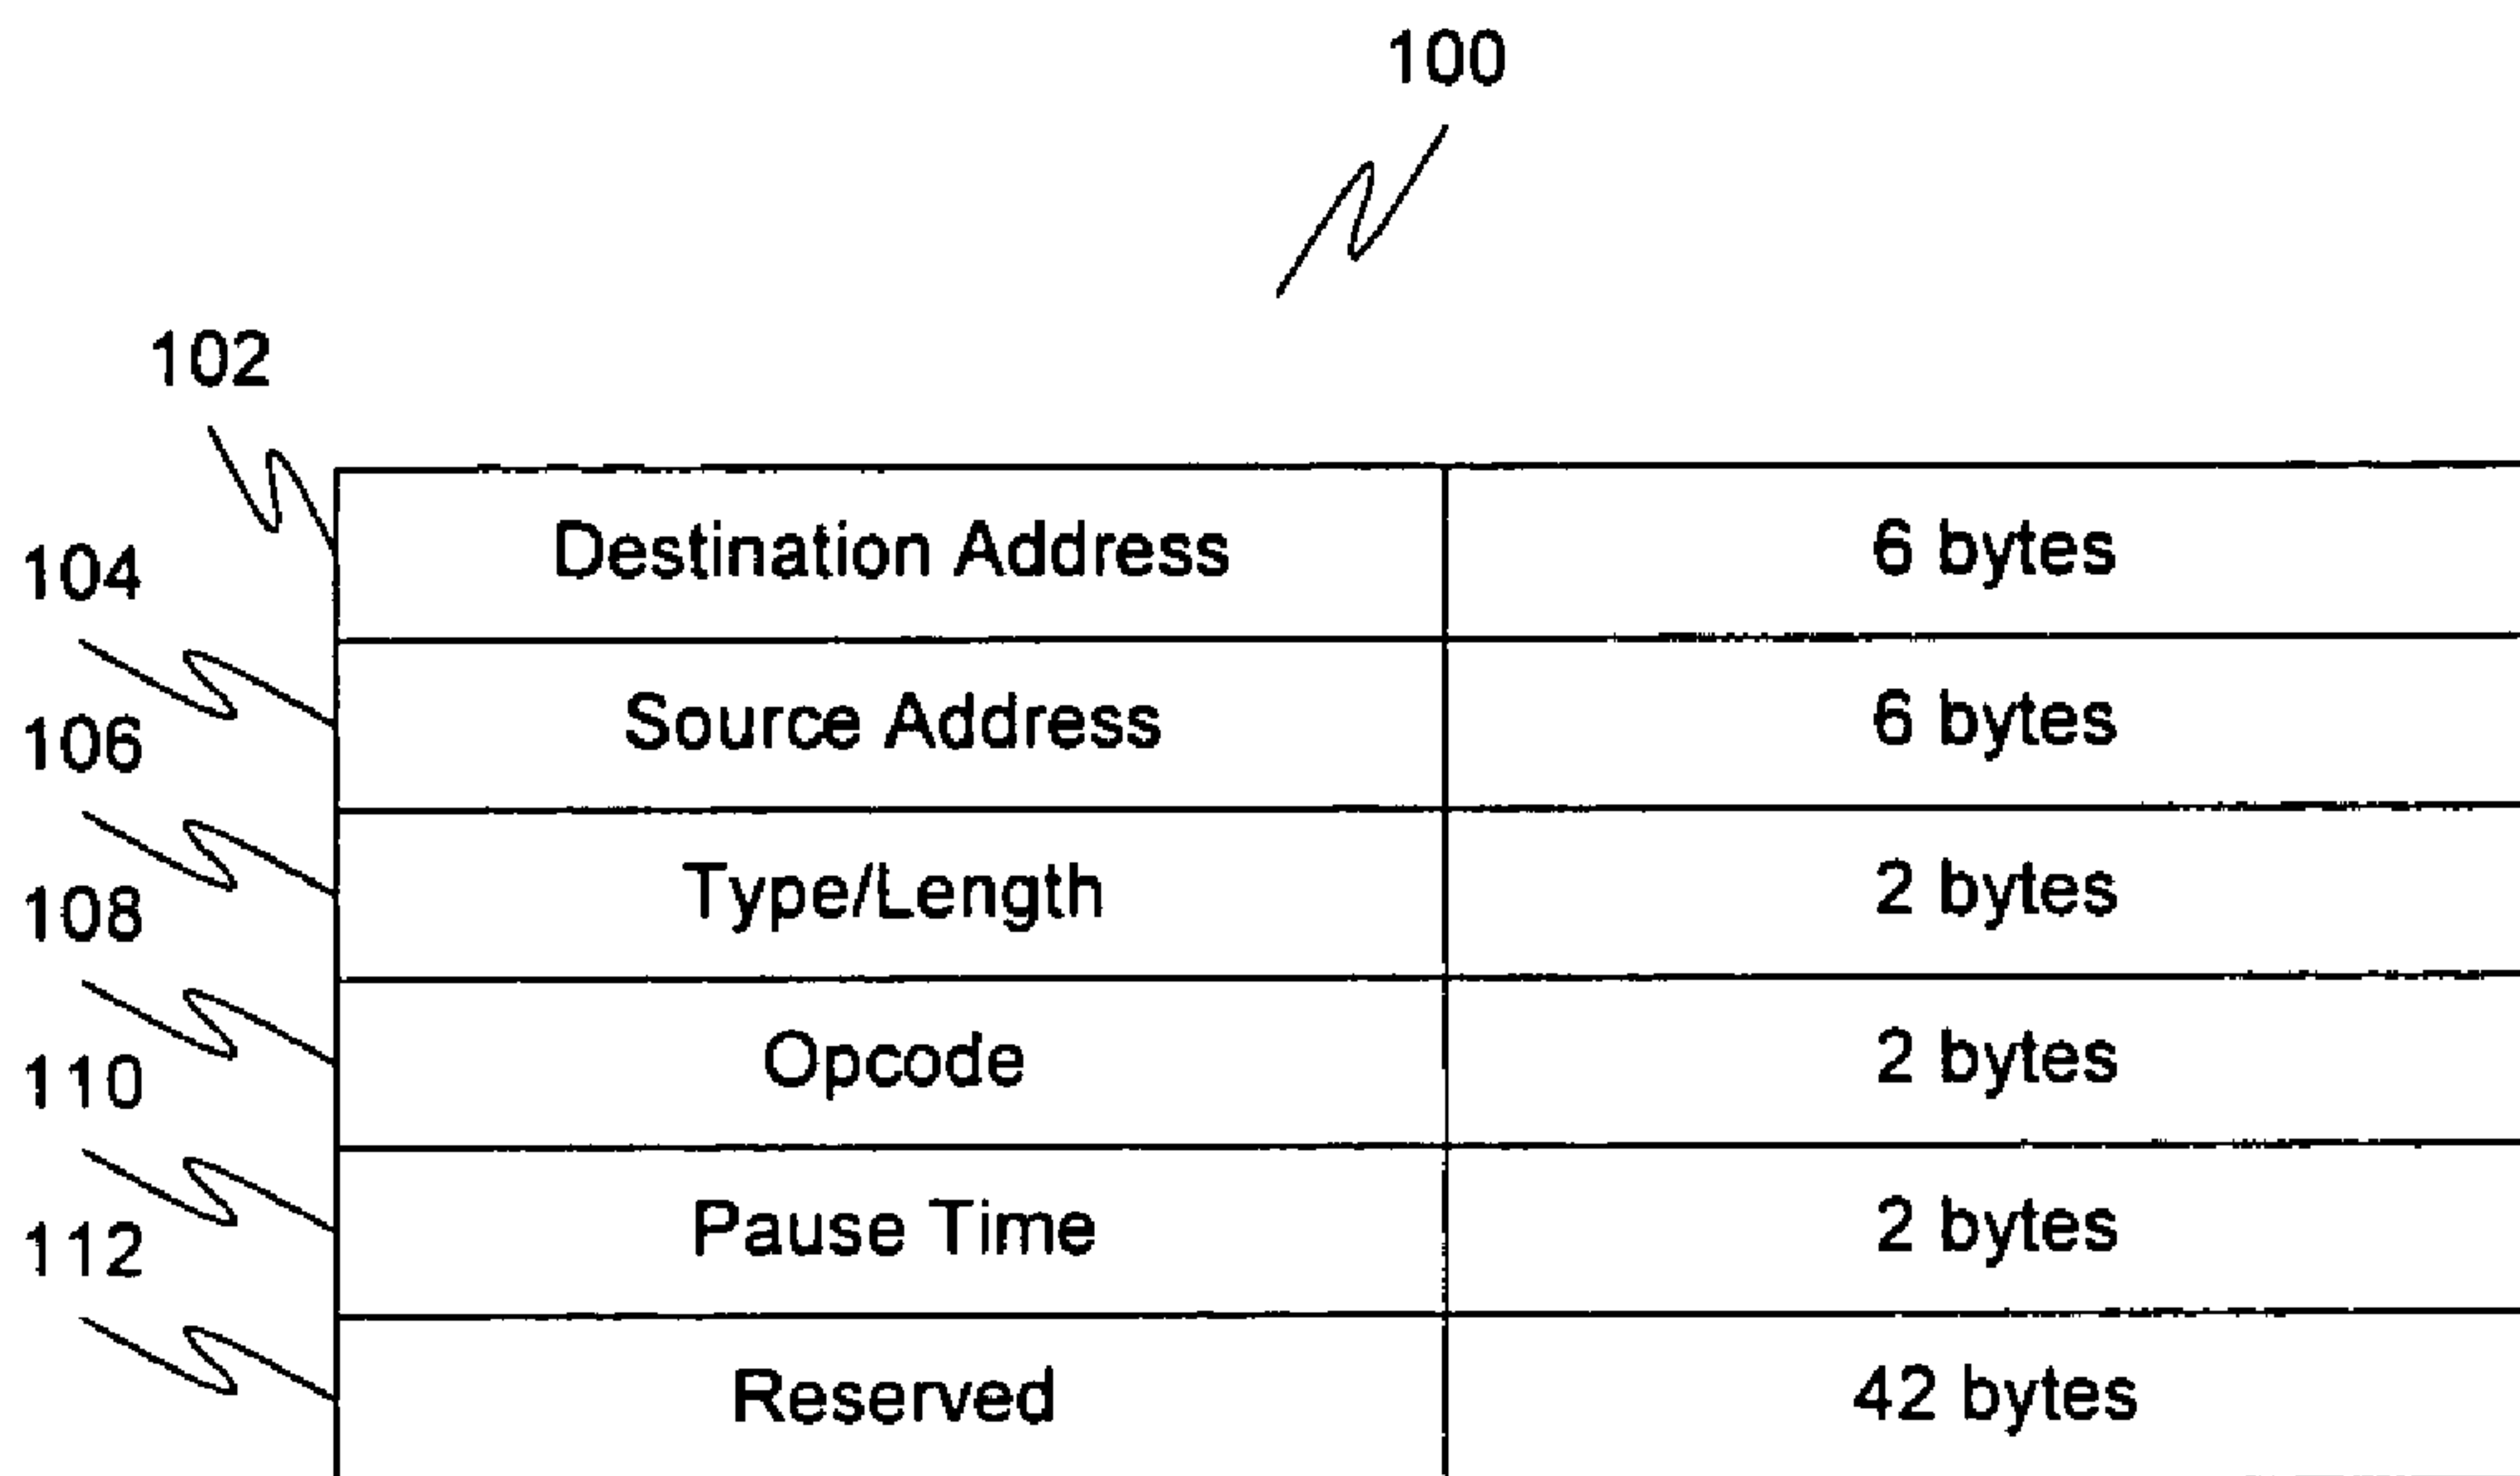 100
102
Destination Address 6 bytes
104
Source Address 6 bytes
106
Type/Length 2 bytes
108
Opcode 2 bytes
110
Pause Time 2 bytes
112
Reserved 42 bytes